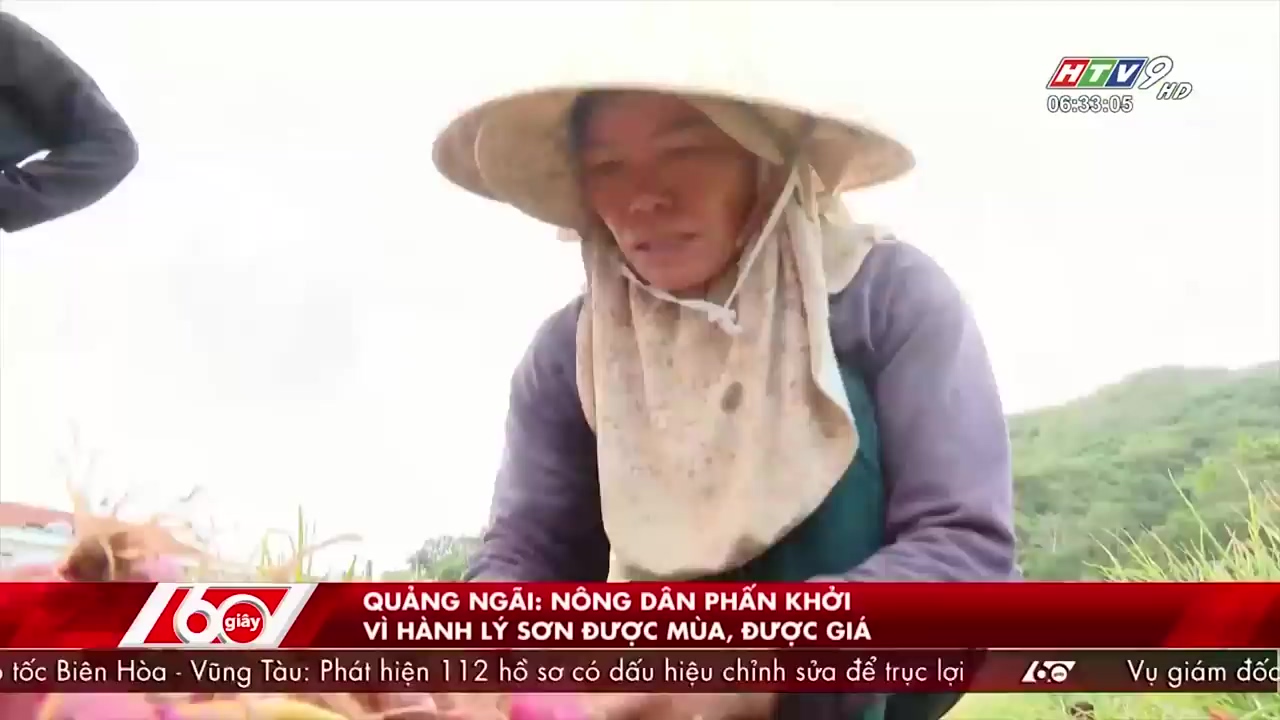 HTV9 HD
06:33:05
60 giây
QUẢNG NGÃI: NÔNG DÂN PHẤN KHỞI
VÌ HÀNH LÝ SƠN ĐƯỢC MÙA, ĐƯỢC GIÁ
tốc Biên Hòa - Vũng Tàu: Phát hiện 112 hồ sơ có dấu hiệu chỉnh sửa để trục lợi 60 giây Vụ giám đốc